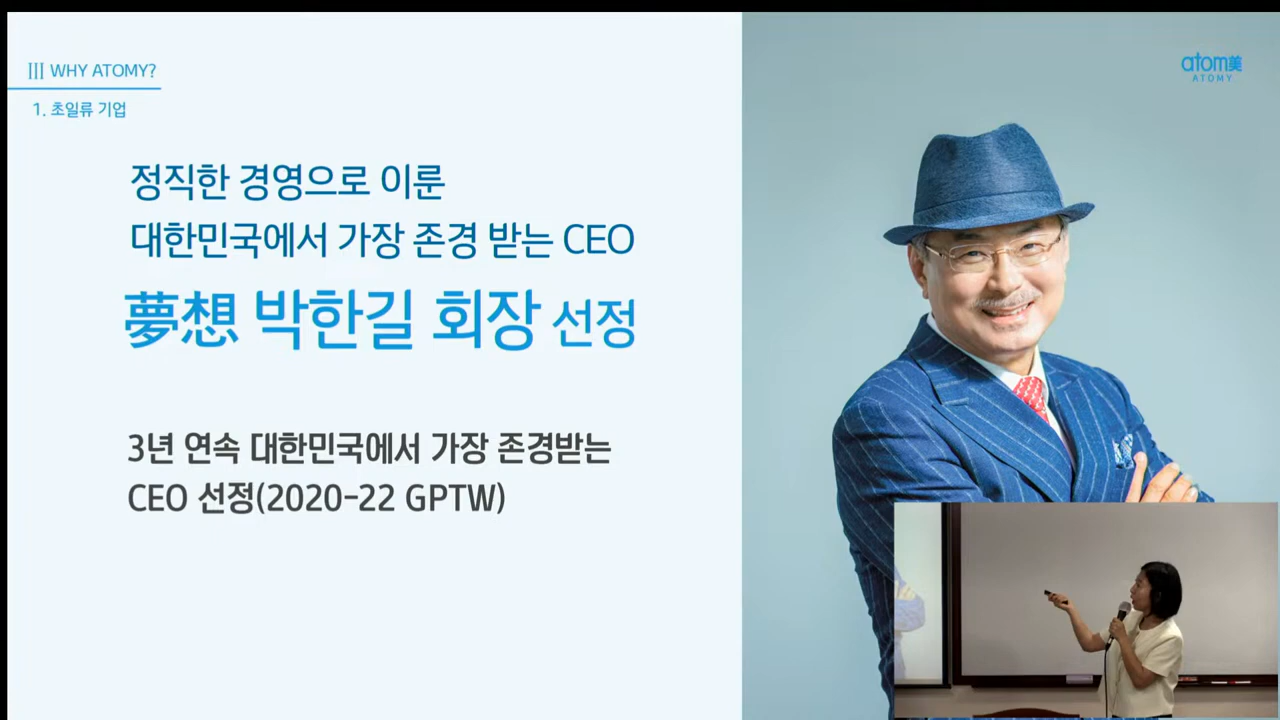 III WHY ATOMY?
1. 초일류 기업
atom美
ATOMY
정직한 경영으로 이룬
대한민국에서 가장 존경 받는 CEO
夢想 박한길 회장 선정
3년 연속 대한민국에서 가장 존경받는
CEO 선정(2020-22 GPTW)